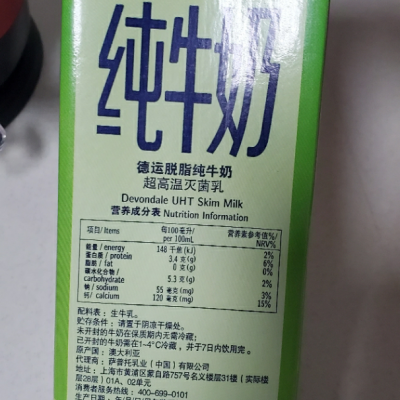 纯牛奶
德运脱脂纯牛奶
超高温灭菌乳
Devondale UHT Skim Milk
营养成分表 Nutrition Information
项目/Items 每100毫升/per 100mL 营养素参考值%/NRV%
能量 / energy 148 千焦(kJ) 2%
蛋白质 / protein 3.4 克(g) 6%
脂肪 / fat 0 克(g) 0%
碳水化合物 / carbohydrate 5.3 克(g) 2%
钠 / sodium 55 毫克(mg) 3%
钙/ calcium 120 毫克(mg) 15%
配料表：生牛乳。
贮存条件：请置于阴凉干燥处。
未开封的牛奶在保质期内无需冷藏；
已开封的牛奶需在1~4℃冷藏，并于7日内饮用完。
原产国：澳大利亚
经销商：萨普托乳业（中国）有限公司
地址：上海市黄浦区蒙自路757号名义楼层31楼（实际楼
层28层）01A、02单元
客户服务热线：400-699-0101